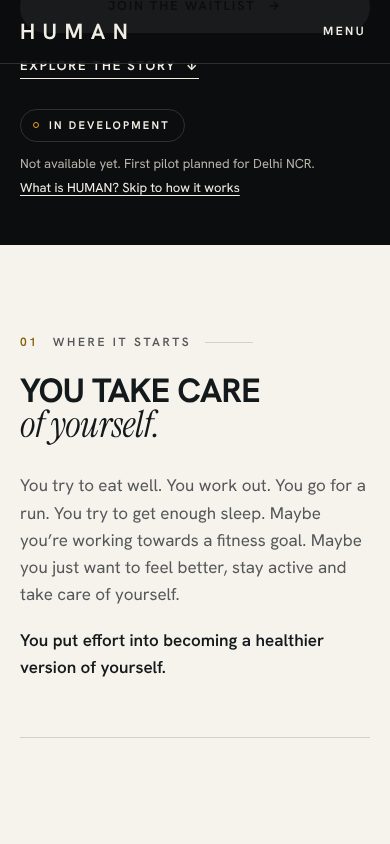 JOIN THE WAITLIST →
HUMAN
MENU
EXPLORE THE STORY ↓
IN DEVELOPMENT
Not available yet. First pilot planned for Delhi NCR.
What is HUMAN? Skip to how it works
01 WHERE IT STARTS
YOU TAKE CARE
of yourself.
You try to eat well. You work out. You go for a
run. You try to get enough sleep. Maybe
you’re working towards a fitness goal. Maybe
you just want to feel better, stay active and
take care of yourself.
You put effort into becoming a healthier
version of yourself.